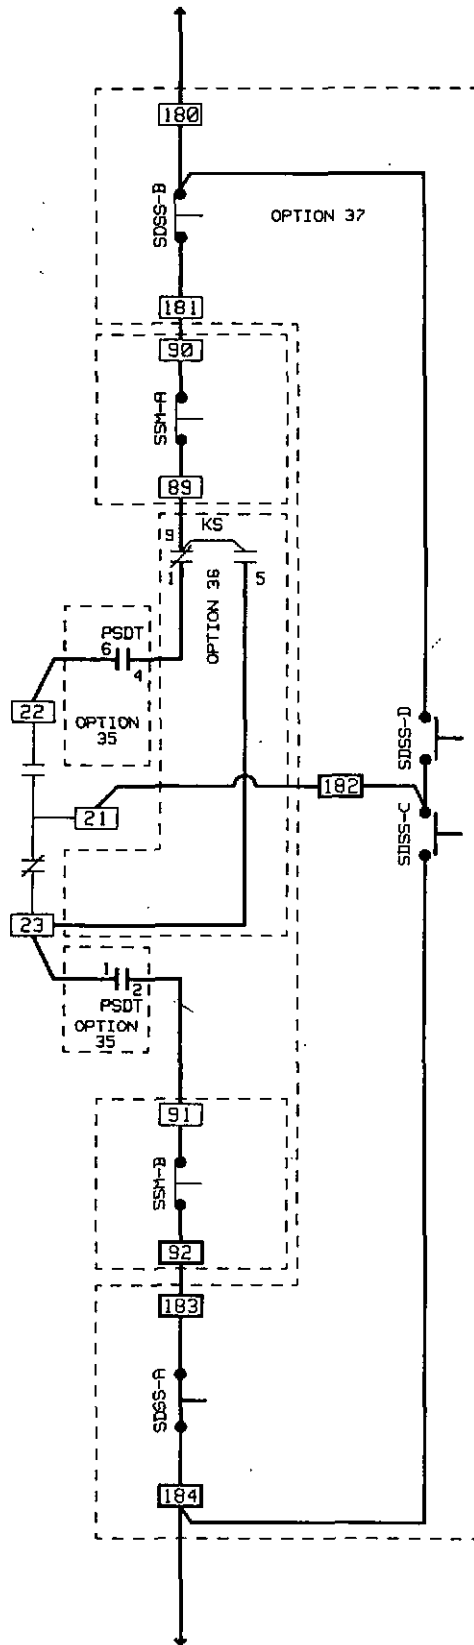 180
SDSS-B
OPTION 37
181
90
SSM-A
89
9
KS
1
5
OPTION 36
PSDT
6
4
22
OPTION
35
SDSS-D
182
21
SDSS-C
23
1
2
PSDT
OPTION
35
91
SSM-B
92
183
SDSS-A
184